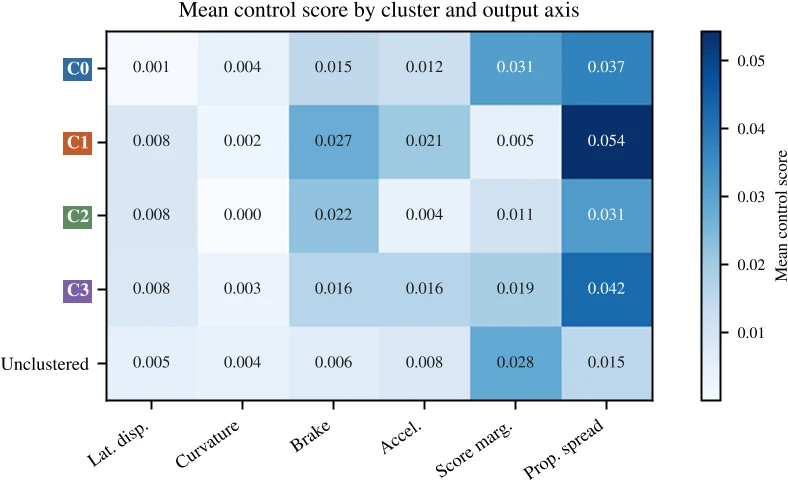 Mean control score by cluster and output axis
C0 0.001 0.004 0.015 0.012 0.031 0.037
C1 0.008 0.002 0.027 0.021 0.005 0.054
C2 0.008 0.000 0.022 0.004 0.011 0.031
C3 0.008 0.003 0.016 0.016 0.019 0.042
Unclustered 0.005 0.004 0.006 0.008 0.028 0.015
Lat. disp. Curvature Brake Accel. Score marg. Prop. spread
0.05
0.04
0.03
0.02
0.01
Mean control score